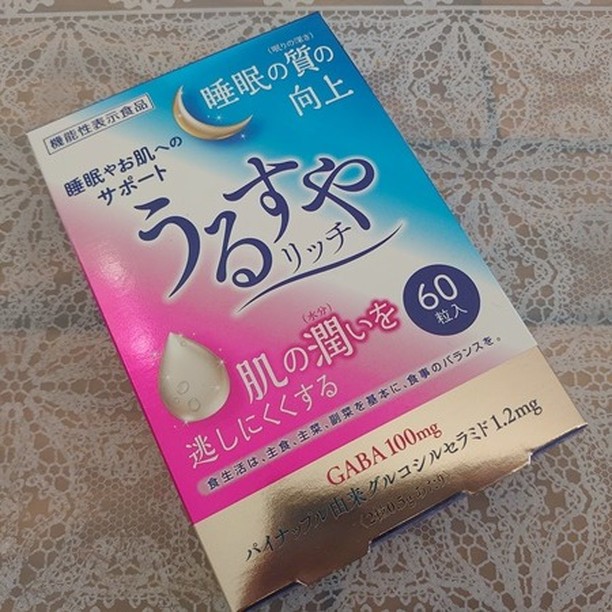 機能性表示食品
(眠りの深さ)
睡眠の質の
向上
睡眠やお肌への
サポート
うるすや
リッチ
60
粒入
(水分)
肌の潤いを
逃しにくくする
食生活は、主食、主菜、副菜を基本に、食事のバランスを。
GABA 100mg
パイナップル由来グルコシルセラミド 1.2mg